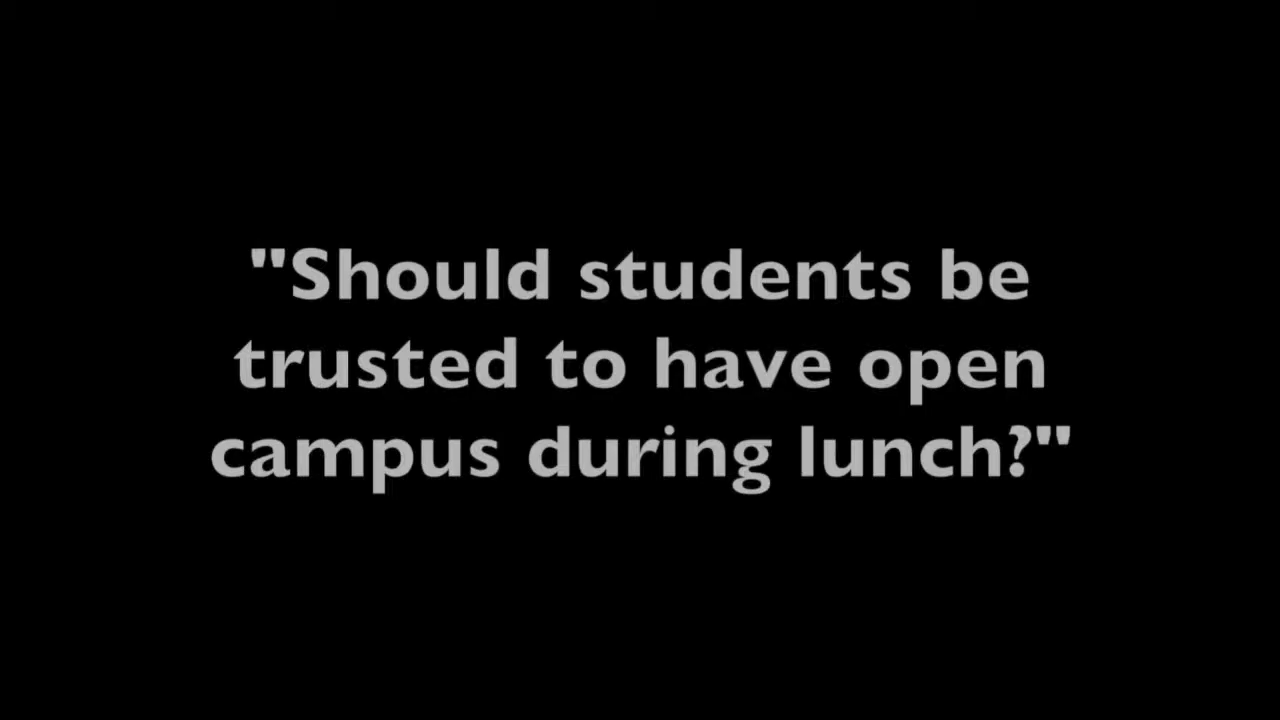 "Should students be
trusted to have open
campus during lunch?"